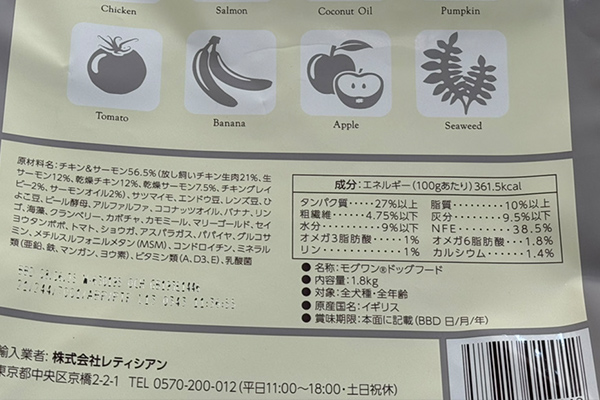 Chicken
Salmon
Coconut Oil
Pumpkin
Tomato
Banana
Apple
Seaweed
原材料名:チキン&サーモン56.5%(放し飼いチキン生肉21%、生
サーモン12%、乾燥チキン12%、乾燥サーモン7.5%、チキングレイ
ビー2%、サーモンオイル2%)、サツマイモ、エンドウ豆、レンズ豆、ひ
よこ豆、ビール酵母、アルファルファ、ココナッツオイル、バナナ、リン
ゴ、海藻、クランベリー、カボチャ、カモミール、マリーゴールド、セイ
ヨウタンポポ、トマト、ショウガ、アスパラガス、パパイヤ、グルコサ
ミン、メチルスルフォニルメタン(MSM)、コンドロイチン、ミネラル
類(亜鉛、鉄、マンガン、ヨウ素)、ビタミン類(A、D3、E)、乳酸菌
成分:エネルギー(100gあたり)361.5kcal
タンパク質・・・・・27%以上
脂質・・・・・・・・・10%以上
粗繊維・・・・・4.75%以下
灰分・・・・・・・・・9.5%以下
水分・・・・・・・・・9%以下
NFE・・・・・・・・・38.5%
オメガ3脂肪酸・・・・・1%
オメガ6脂肪酸・・・1.8%
リン・・・・・・・・・・・・1%
カルシウム・・・・・・1.4%
●名称:モグワン®ドッグフード
●内容量:1.8kg
●対象:全犬種・全年齢
●原産国名:イギリス
●賞味期限:本面に記載(BBD 日/月/年)
輸入業者:株式会社レティシアン
東京都中央区京橋2-2-1 TEL 0570-200-012(平日11:00〜18:00・土日祝休)